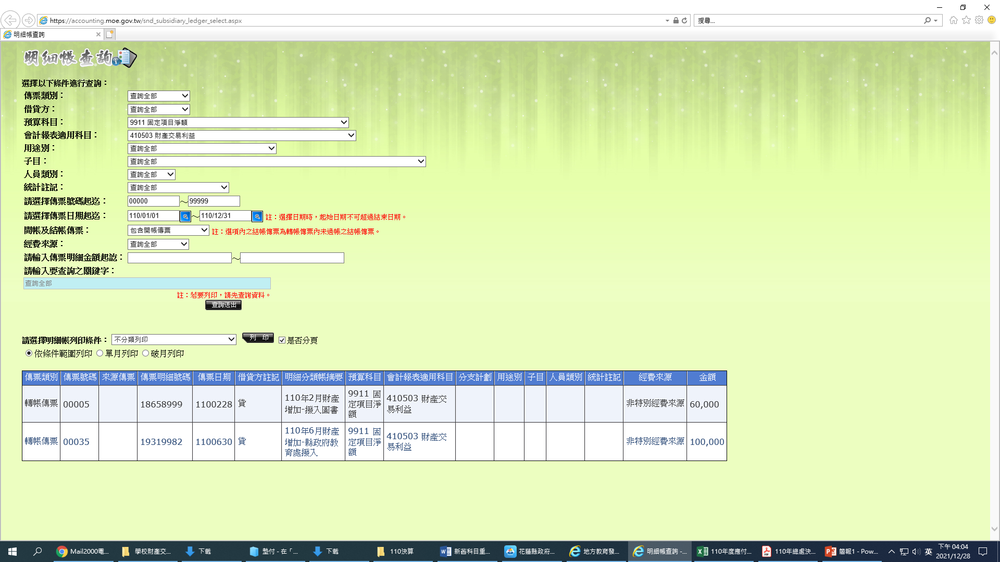 https://accounting.moe.gov.tw/snd_subsidiary_ledger_select.aspx
搜尋...
明細帳查詢
明細帳查詢
選擇以下條件進行查詢：
傳票類別： 查詢全部
借貸方： 查詢全部
預算科目： 9911 固定項目淨額
會計報表適用科目： 410503 財產交易利益
用途別： 查詢全部
子目： 查詢全部
人員類別： 查詢全部
統計註記： 查詢全部
請選擇傳票號碼起迄： 00000 ～ 99999
請選擇傳票日期起迄： 110/01/01 ～ 110/12/31 註：選擇日期時，起始日期不可超過結束日期。
開帳及結帳傳票： 包含開帳傳票 註：選項內之結帳傳票為轉帳傳票內未過帳之結帳傳票。
經費來源： 查詢全部
請輸入傳票明細金額起訖： ～
請輸入要查詢之關鍵字：
查詢全部
註：若要列印，請先查詢資料。
查詢送出
請選擇明細帳列印條件： 不分類列印 列 印 是否分頁
依條件範圍列印 單月列印 破月列印
傳票類別 傳票號碼 來源傳票 傳票明細號碼 傳票日期 借貸方註記 明細分類帳摘要 預算科目 會計報表適用科目 分支計劃 用途別 子目 人員類別 統計註記 經費來源 金額
轉帳傳票 00005 18658999 1100228 貸 110年2月財產增加-撥入圖書 9911 固定項目淨額 410503 財產交易利益 非特別經費來源 60,000
轉帳傳票 00035 19319982 1100630 貸 110年6月財產增加-縣政府教育處撥入 9911 固定項目淨額 410503 財產交易利益 非特別經費來源 100,000
Mail2000電...
學校財產交...
下載
墊付 - 在「...
下載
110決算
新舊科目重...
花蓮縣政府...
地方教育發...
明細帳查詢 -...
110年度應付...
110年總處決...
簡報1 - Pow...
英
下午 04:04
2021/12/28